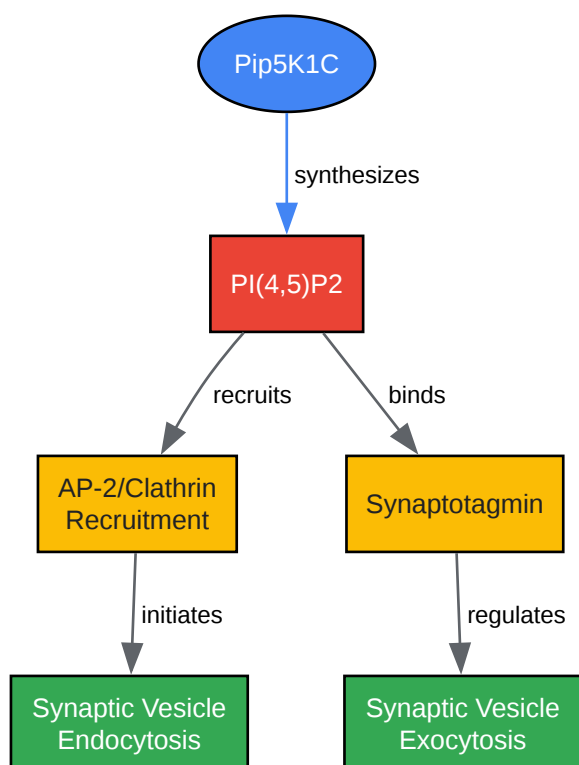 Pip5K1C
synthesizes
PI(4,5)P2
recruits
binds
AP-2/Clathrin
Recruitment
Synaptotagmin
initiates
regulates
Synaptic Vesicle
Endocytosis
Synaptic Vesicle
Exocytosis